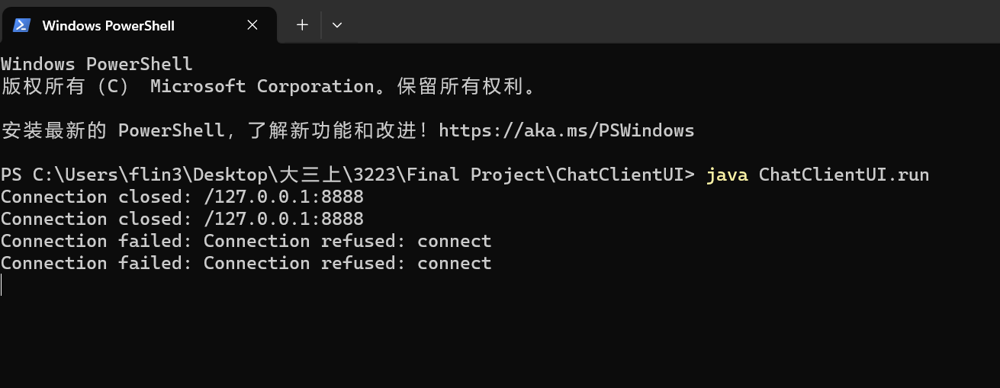 Windows PowerShell
Windows PowerShell
版权所有（C） Microsoft Corporation。保留所有权利。
安装最新的 PowerShell，了解新功能和改进！https://aka.ms/PSWindows
PS C:\Users\flin3\Desktop\大三上\3223\Final Project\ChatClientUI> java ChatClientUI.run
Connection closed: /127.0.0.1:8888
Connection closed: /127.0.0.1:8888
Connection failed: Connection refused: connect
Connection failed: Connection refused: connect